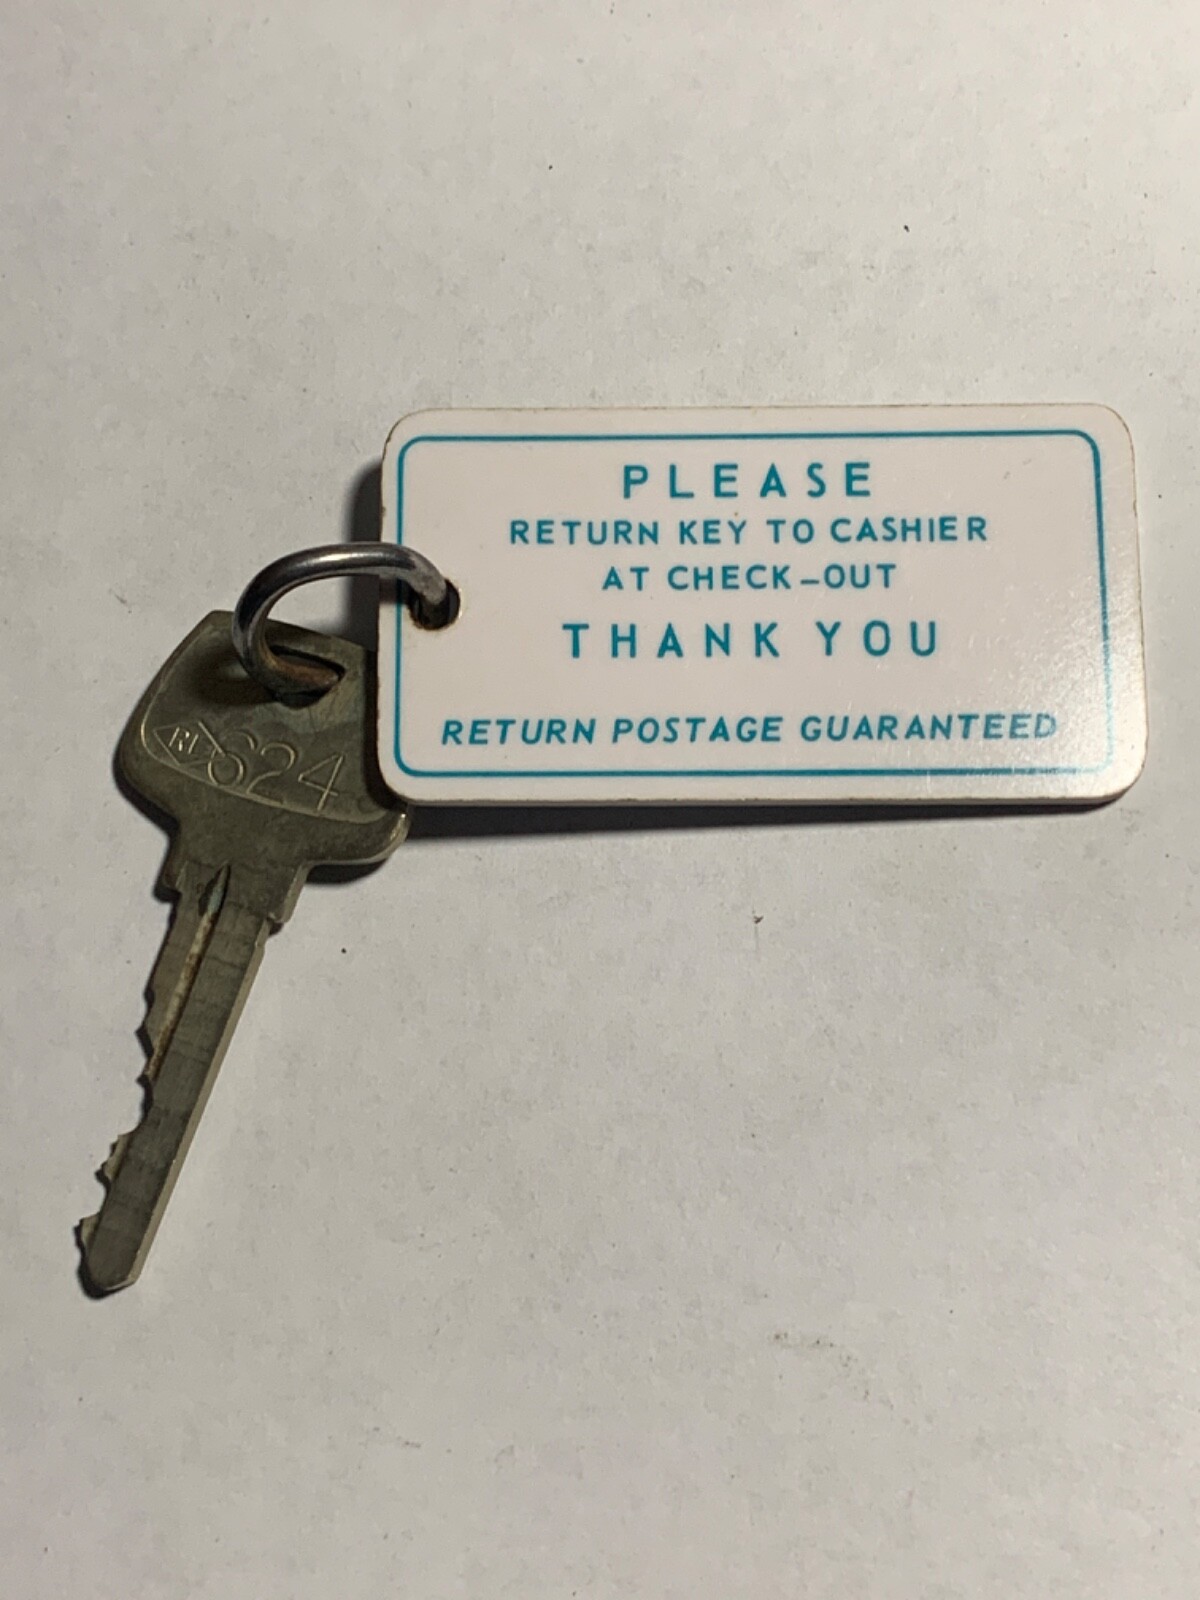 PLEASE
RETURN KEY TO CASHIER
AT CHECK-OUT
THANK YOU
RETURN POSTAGE GUARANTEED
624